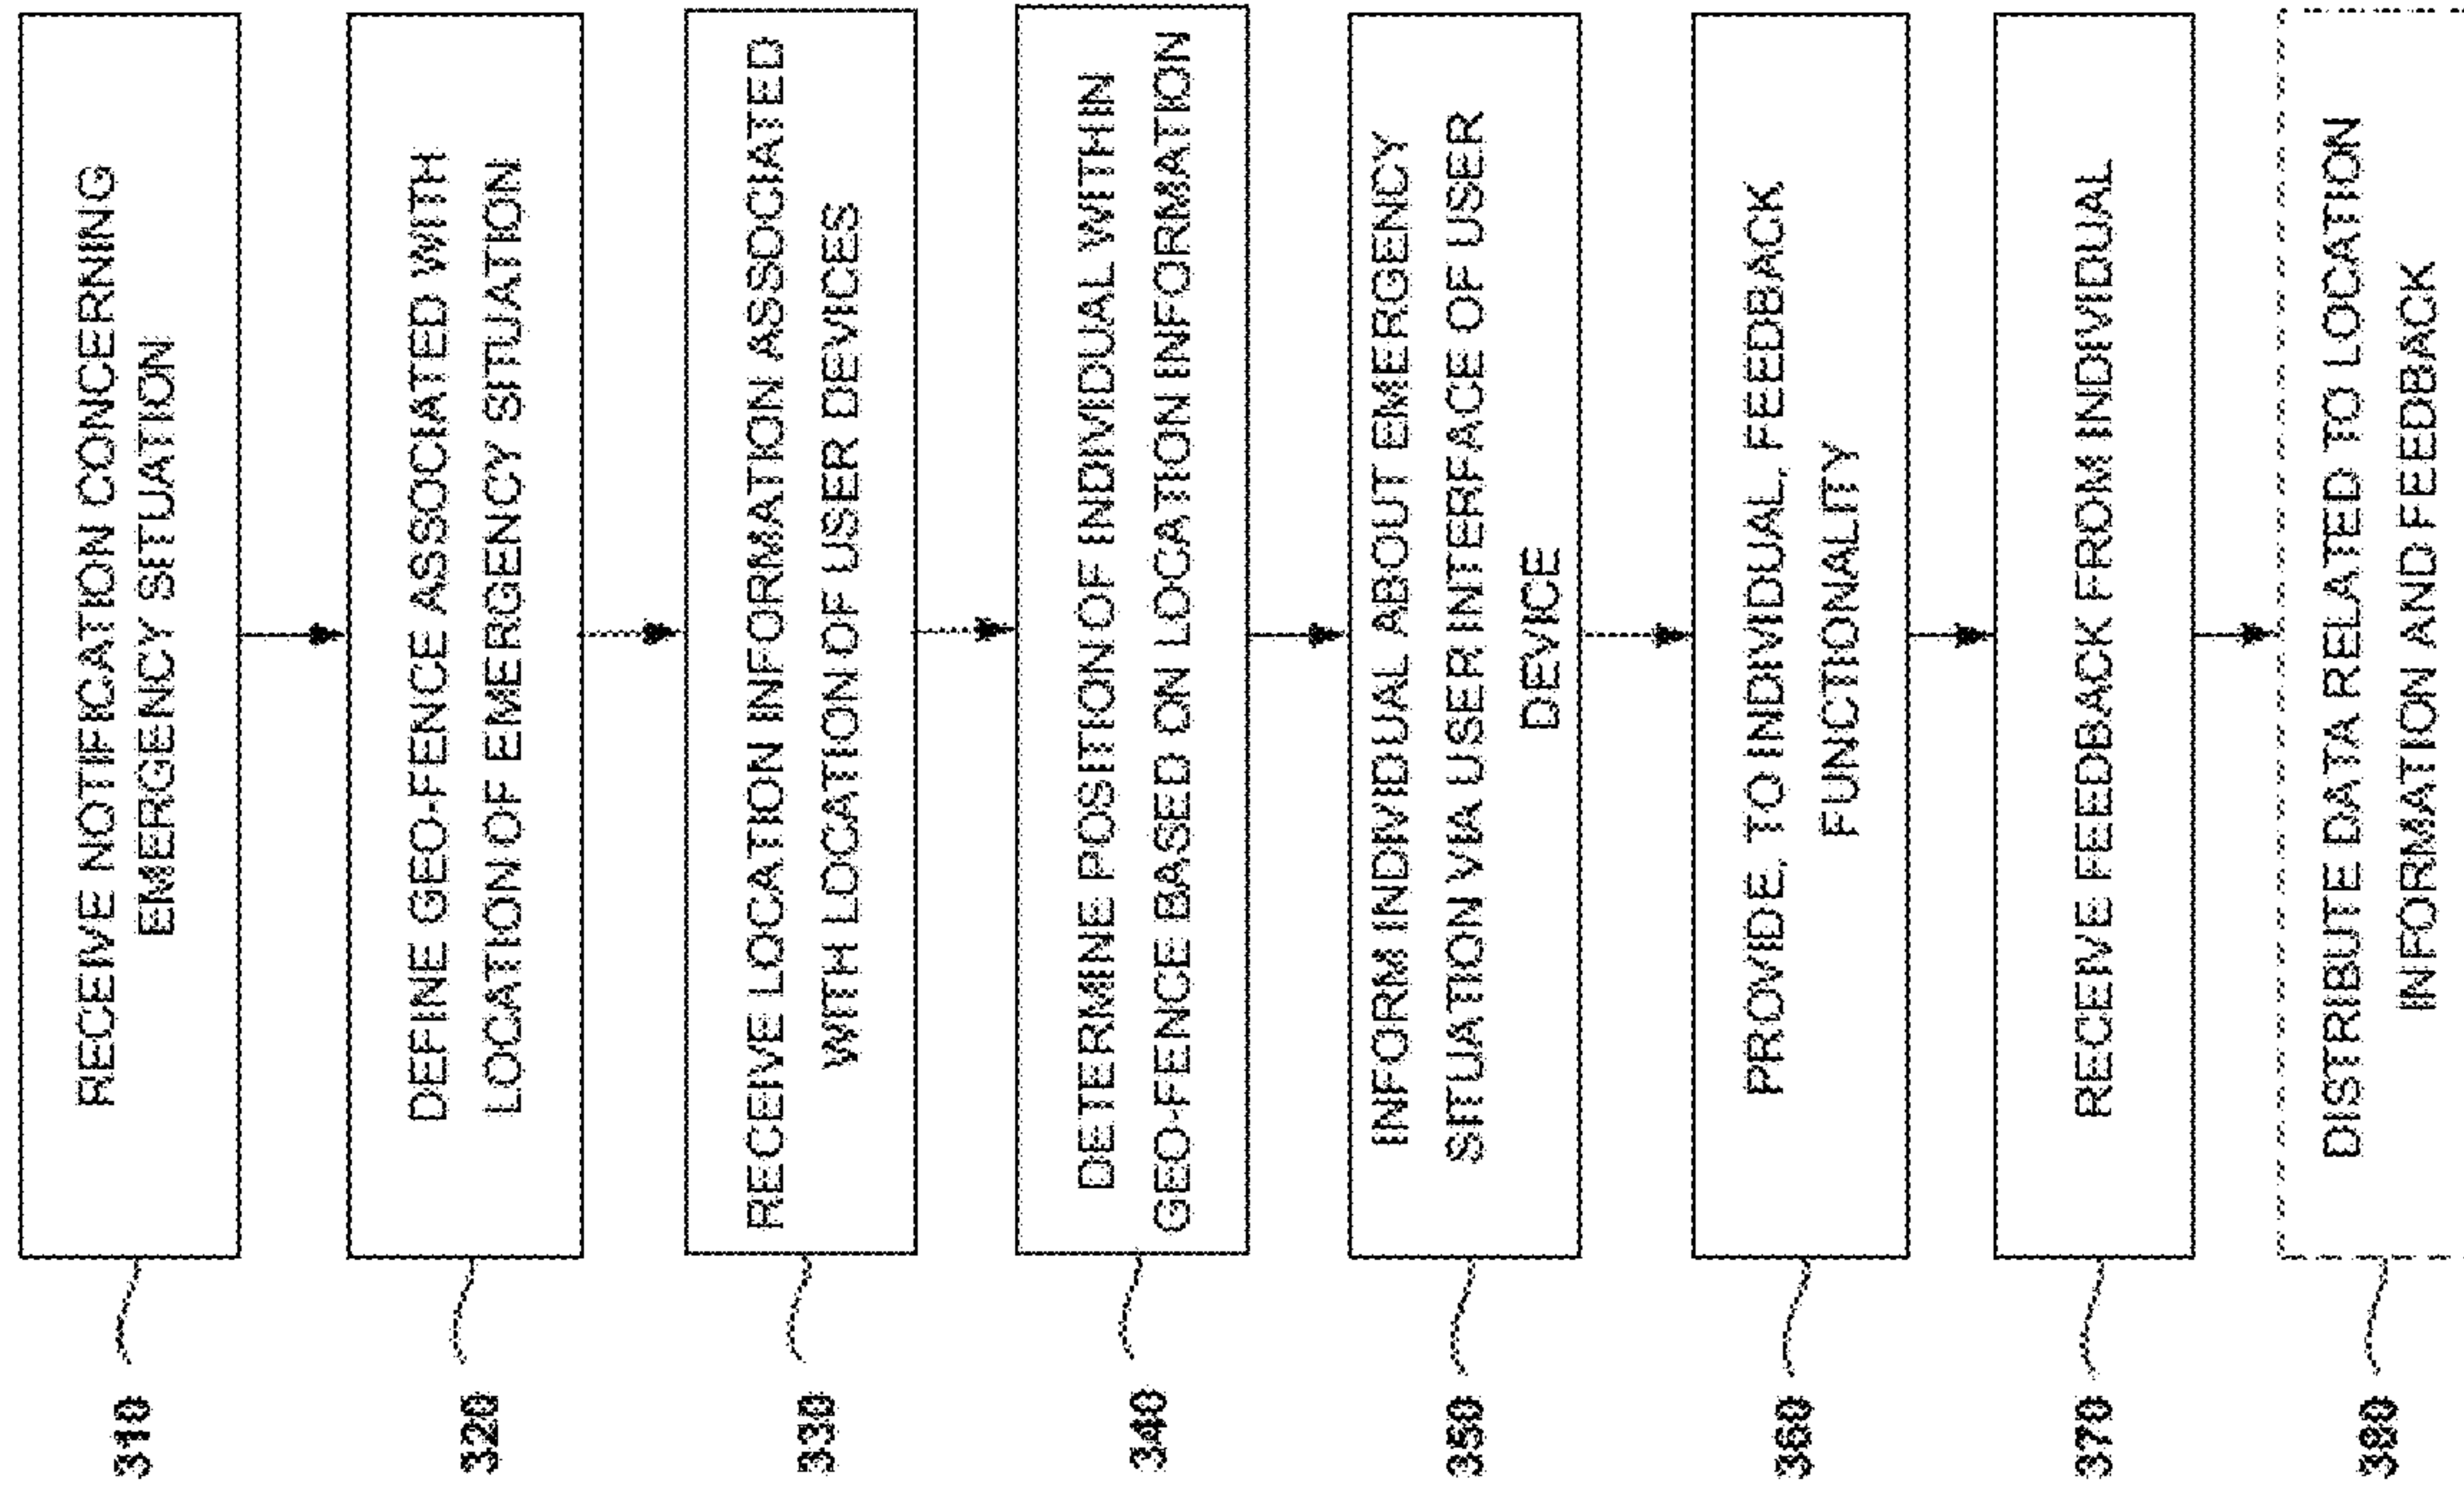 310
RECEIVE NOTIFICATION CONCERNING
EMERGENCY SITUATION
320
DEFINE GEO-FENCE ASSOCIATED WITH
LOCATION OF EMERGENCY SITUATION
330
RECEIVE LOCATION INFORMATION ASSOCIATED
WITH LOCATION OF USER DEVICES
340
DETERMINE POSITION OF INDIVIDUAL WITHIN
GEO-FENCE BASED ON LOCATION INFORMATION
350
INFORM INDIVIDUAL ABOUT EMERGENCY
SITUATION VIA USER INTERFACE OF USER
DEVICE
360
PROVIDE, TO INDIVIDUAL, FEEDBACK
FUNCTIONALITY
370
RECEIVE FEEDBACK FROM INDIVIDUAL
380
DISTRIBUTE DATA RELATED TO LOCATION
INFORMATION AND FEEDBACK